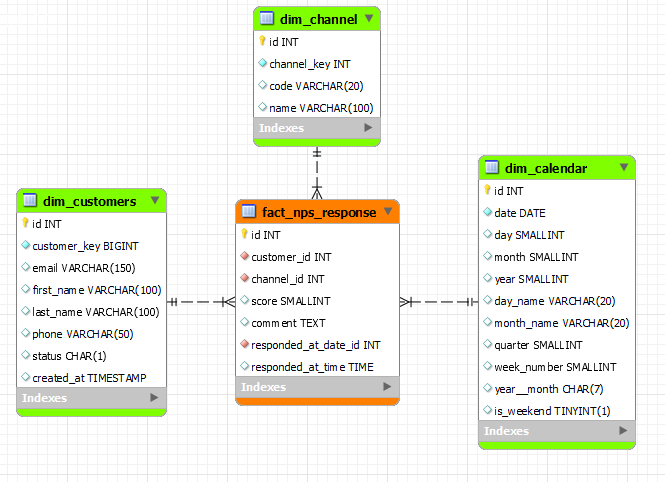 dim_channel
id INT
channel_key INT
code VARCHAR(20)
name VARCHAR(100)
Indexes
dim_customers
id INT
customer_key BIGINT
email VARCHAR(150)
first_name VARCHAR(100)
last_name VARCHAR(100)
phone VARCHAR(50)
status CHAR(1)
created_at TIMESTAMP
Indexes
fact_nps_response
id INT
customer_id INT
channel_id INT
score SMALLINT
comment TEXT
responded_at_date_id INT
responded_at_time TIME
Indexes
dim_calendar
id INT
date DATE
day SMALLINT
month SMALLINT
year SMALLINT
day_name VARCHAR(20)
month_name VARCHAR(20)
quarter SMALLINT
week_number SMALLINT
year__month CHAR(7)
is_weekend TINYINT(1)
Indexes